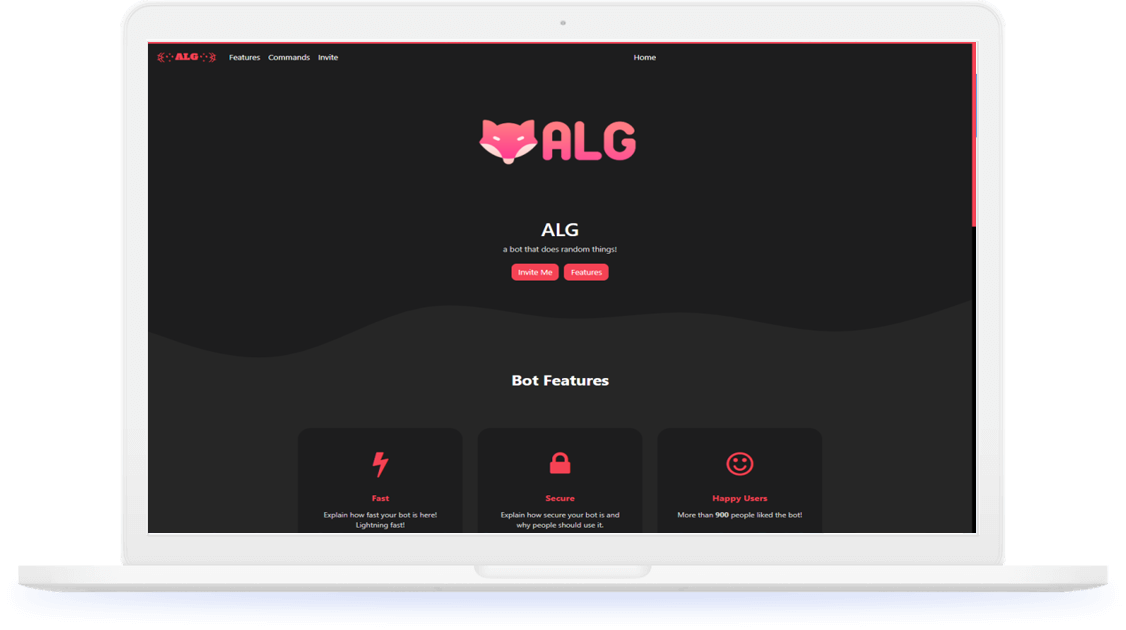 ALG Features Commands Invite Home
ALG
ALG
a bot that does random things!
Invite Me Features
Bot Features
Fast
Explain how fast your bot is here!
Lightning fast!
Secure
Explain how secure your bot is and
why people should use it.
Happy Users
More than 900 people liked the bot!